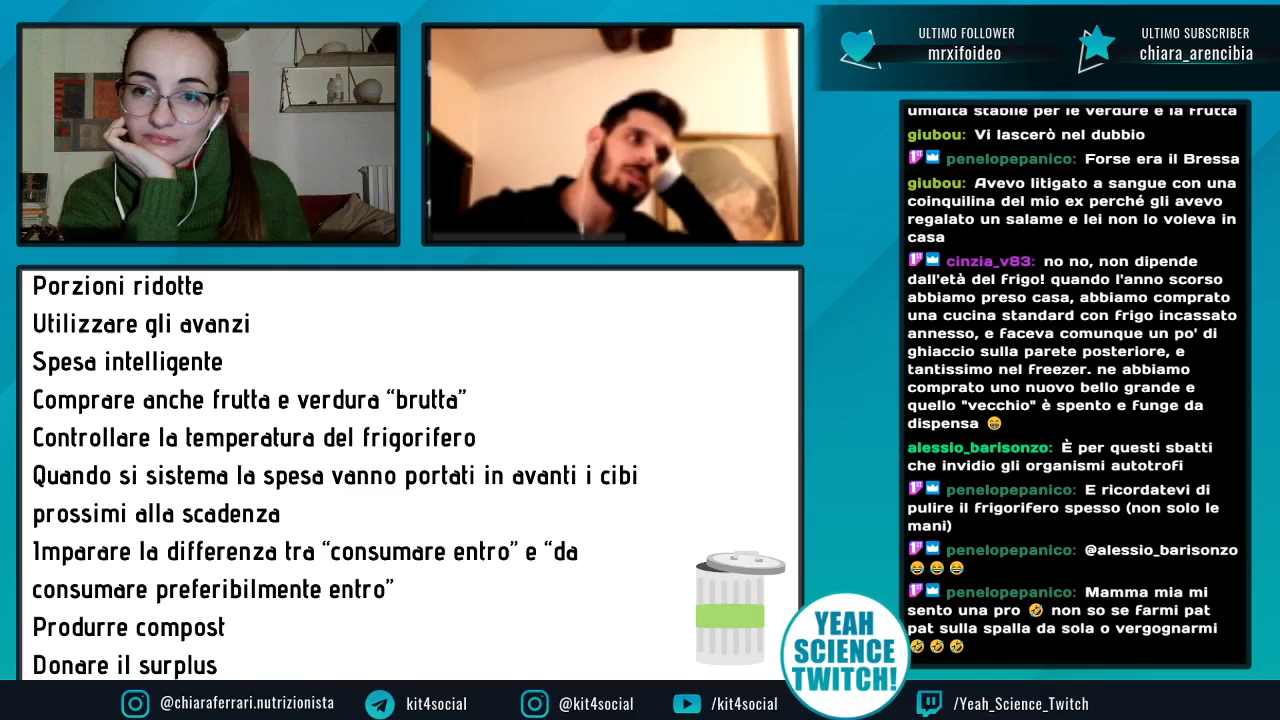 ULTIMO FOLLOWER
mrxifoideo
ULTIMO SUBSCRIBER
chiara_arencibia
Porzioni ridotte
Utilizzare gli avanzi
Spesa intelligente
Comprare anche frutta e verdura “brutta”
Controllare la temperatura del frigorifero
Quando si sistema la spesa vanno portati in avanti i cibi
prossimi alla scadenza
Imparare la differenza tra “consumare entro” e “da
consumare preferibilmente entro”
Produrre compost
Donare il surplus
umidità stabile per le verdure e la frutta
giubou: Vi lascerò nel dubbio
1ST penelopepanico: Forse era il Bressa
giubou: Avevo litigato a sangue con una
coinquilina del mio ex perché gli avevo
regalato un salame e lei non lo voleva in
casa
1ST cinzia_v83: no no, non dipende
dall'età del frigo! quando l'anno scorso
abbiamo preso casa, abbiamo comprato
una cucina standard con frigo incassato
annesso, e faceva comunque un po' di
ghiaccio sulla parete posteriore, e
tantissimo nel freezer. ne abbiamo
comprato uno nuovo bello grande e
quello "vecchio" è spento e funge da
dispensa 😁
alessio_barisonzo: È per questi sbatti
che invidio gli organismi autotrofi
1ST penelopepanico: E ricordatevi di
pulire il frigorifero spesso (non solo le
mani)
1ST penelopepanico: @alessio_barisonzo
😂 😂 😂
1ST penelopepanico: Mamma mia mi
sento una pro 🤣 non so se farmi pat
pat sulla spalla da sola o vergognarmi
🤣 🤣 🤣
YEAH
SCIENCE
TWITCH!
@chiaraferrari.nutrizionista
kit4social
@kit4social
/kit4social
/Yeah_Science_Twitch